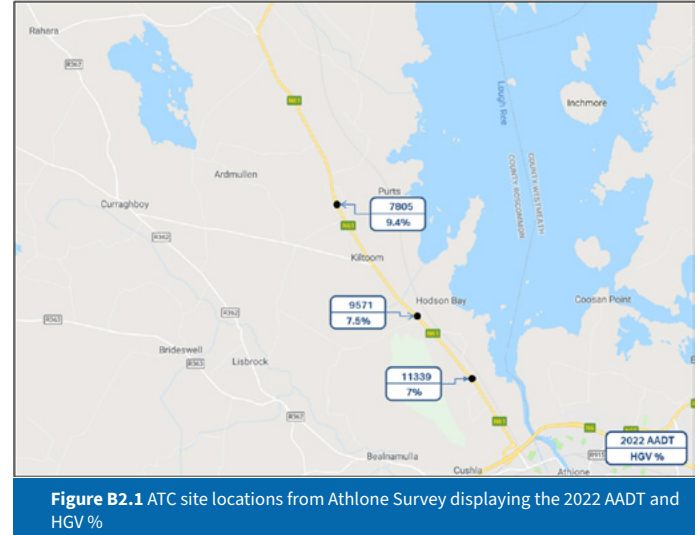 Rahara
R367
N61
Inchmore
Lough Ree
COUNTY WESTMEATH
COUNTY ROSCOMMON
Ardmullen
Purts
Curraghboy
7805
9.4%
N61
R362
Kiltoom
9571
7.5%
Hodson Bay
Coosan Point
R363
R362
N61
Brideswell
R363
Lisbrock
11339
7%
R367
N61
N6
2022 AADT
HGV %
R915
Bealnamulla
Cushla
Athlone
Figure B2.1 ATC site locations from Athlone Survey displaying the 2022 AADT and
HGV %